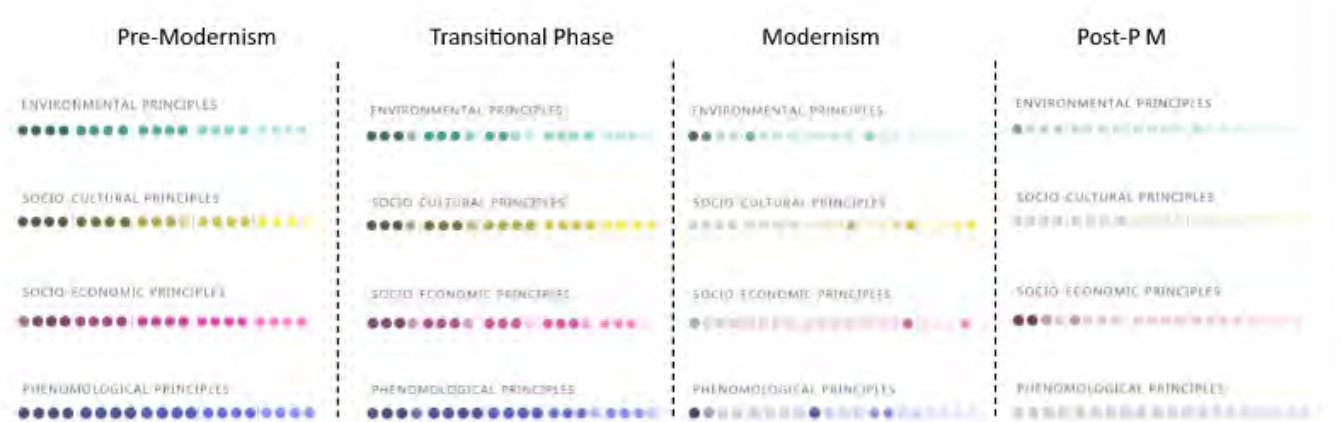 Pre-Modernism
Transitional Phase
Modernism
Post-P M
ENVIRONMENTAL PRINCIPLES
ENVIRONMENTAL PRINCIPLES
ENVIRONMENTAL PRINCIPLES
ENVIRONMENTAL PRINCIPLES
SOCIO CULTURAL PRINCIPLES
SOCIO CULTURAL PRINCIPLES
SOCIO CULTURAL PRINCIPLES
SOCIO CULTURAL PRINCIPLES
SOCIO ECONOMIC PRINCIPLES
SOCIO ECONOMIC PRINCIPLES
SOCIO ECONOMIC PRINCIPLES
SOCIO ECONOMIC PRINCIPLES
PHENOMOLOGICAL PRINCIPLES
PHENOMOLOGICAL PRINCIPLES
PHENOMOLOGICAL PRINCIPLES
PHENOMOLOGICAL PRINCIPLES